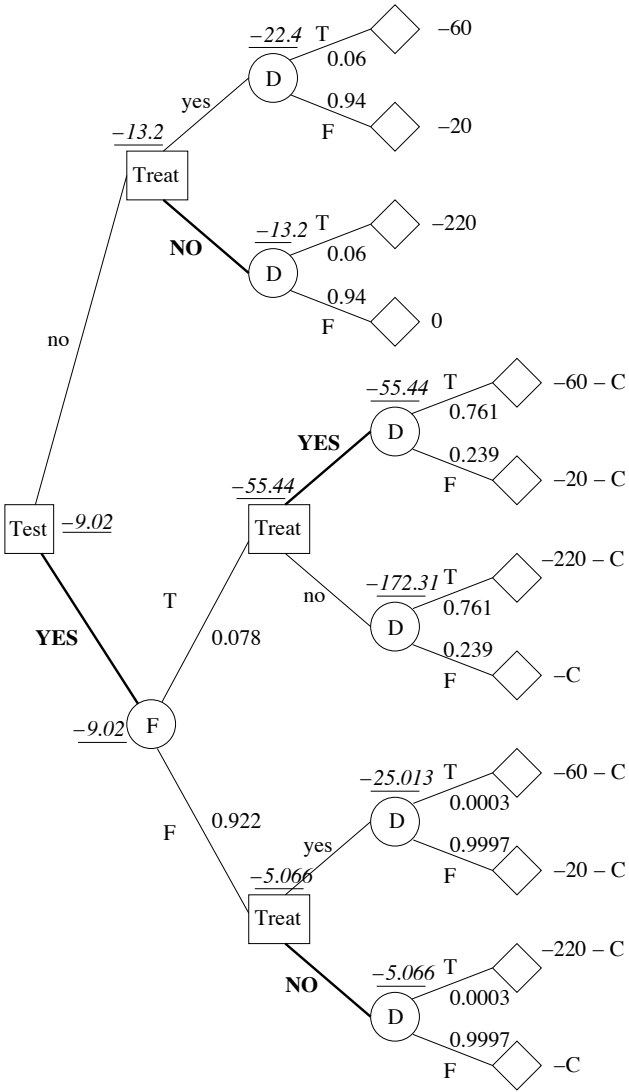 –22.4 T –60
0.06
D
yes 0.94
F –20
–13.2
Treat
–13.2 T –220
NO 0.06
D
0.94
F 0
no
–55.44 T –60 – C
0.761
YES D
0.239
F –20 – C
–55.44
Test –9.02 Treat
–172.31 T –220 – C
no 0.761
T D
YES 0.078 0.239
F –C
–9.02 F
–25.013 T –60 – C
0.0003
F 0.922 D
yes 0.9997
F –20 – C
–5.066
Treat
–5.066 T –220 – C
NO 0.0003
D
0.9997
F –C